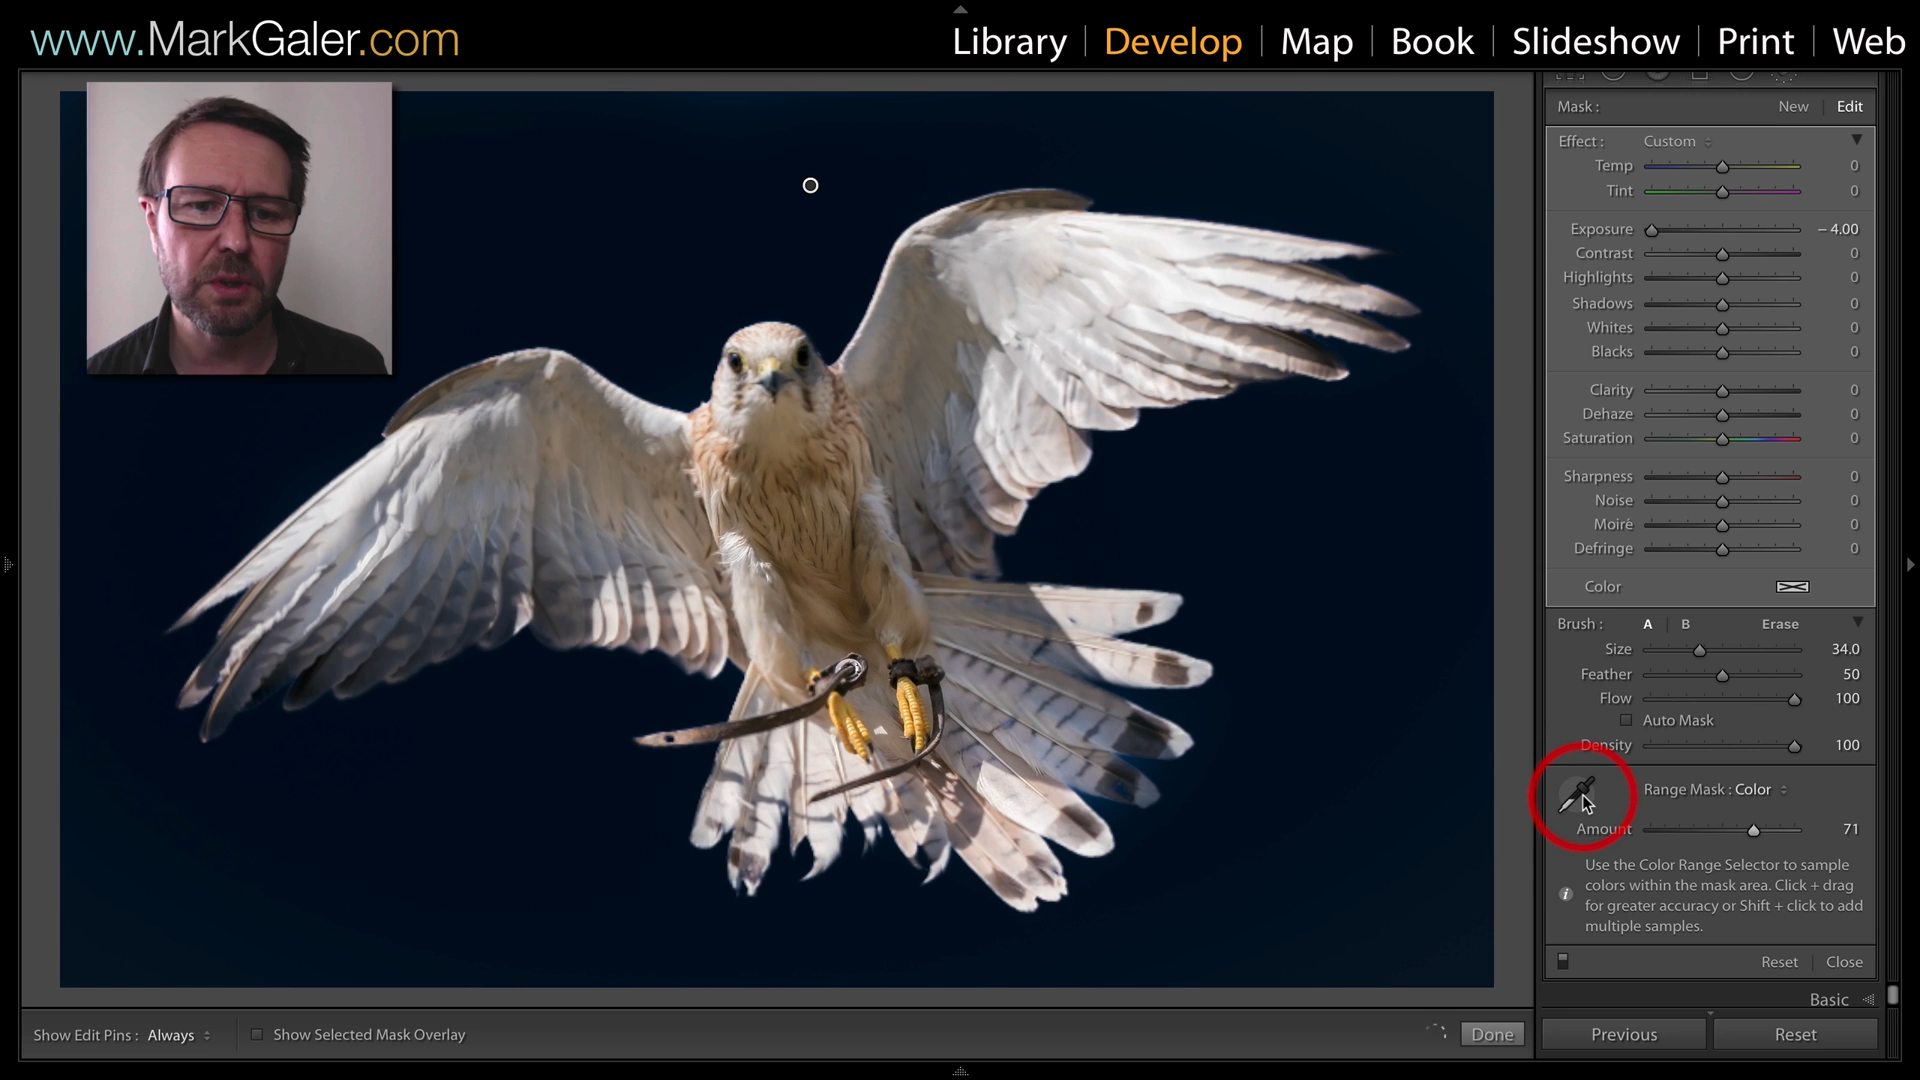 www.MarkGaler.com
Library | Develop | Map | Book | Slideshow | Print | Web
Mask : New | Edit
Effect : Custom
Temp 0
Tint 0
Exposure – 4.00
Contrast 0
Highlights 0
Shadows 0
Whites 0
Blacks 0
Clarity 0
Dehaze 0
Saturation 0
Sharpness 0
Noise 0
Moiré 0
Defringe 0
Color
Brush : A | B Erase
Size 34.0
Feather 50
Flow 100
Auto Mask
Density 100
Range Mask : Color
Amount 71
Use the Color Range Selector to sample
colors within the mask area. Click + drag
for greater accuracy or Shift + click to add
multiple samples.
Reset | Close
Basic
Show Edit Pins : Always Show Selected Mask Overlay Done Previous Reset